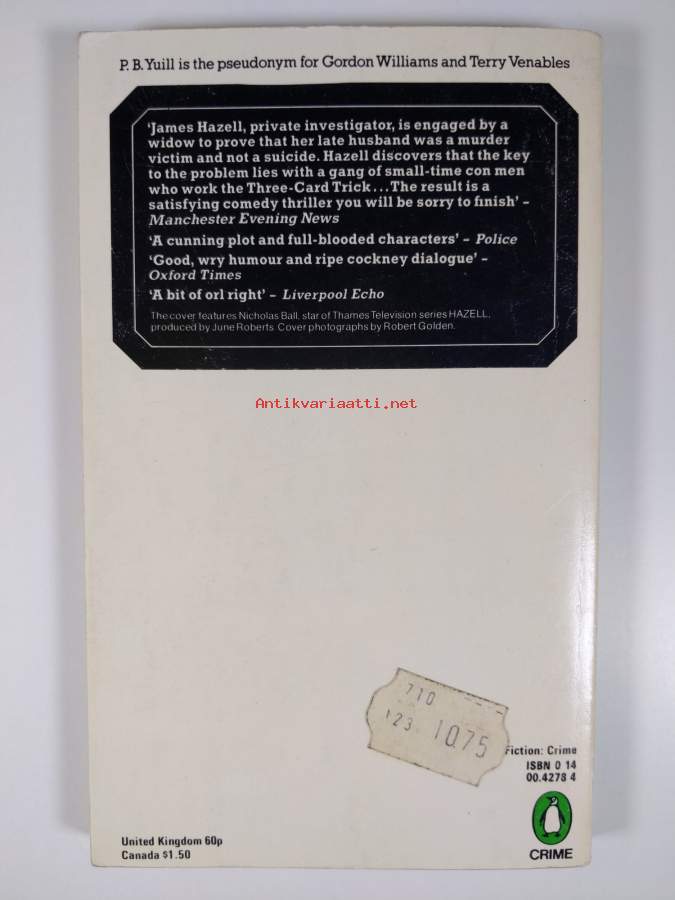 P. B. Yuill is the pseudonym for Gordon Williams and Terry Venables
'James Hazell, private investigator, is engaged by a
widow to prove that her late husband was a murder
victim and not a suicide. Hazell discovers that the key
to the problem lies with a gang of small-time con men
who work the Three-Card Trick... The result is a
satisfying comedy thriller you will be sorry to finish' –
Manchester Evening News
'A cunning plot and full-blooded characters' – Police
'Good, wry humour and ripe cockney dialogue' –
Oxford Times
'A bit of orl right' – Liverpool Echo
The cover features Nicholas Ball, star of Thames Television series HAZELL,
produced by June Roberts. Cover photographs by Robert Golden.
Antikvariaatti.net
710
123 1075
Fiction: Crime
ISBN 0 14
00.4278 4
United Kingdom 60p
Canada $1.50
CRIME